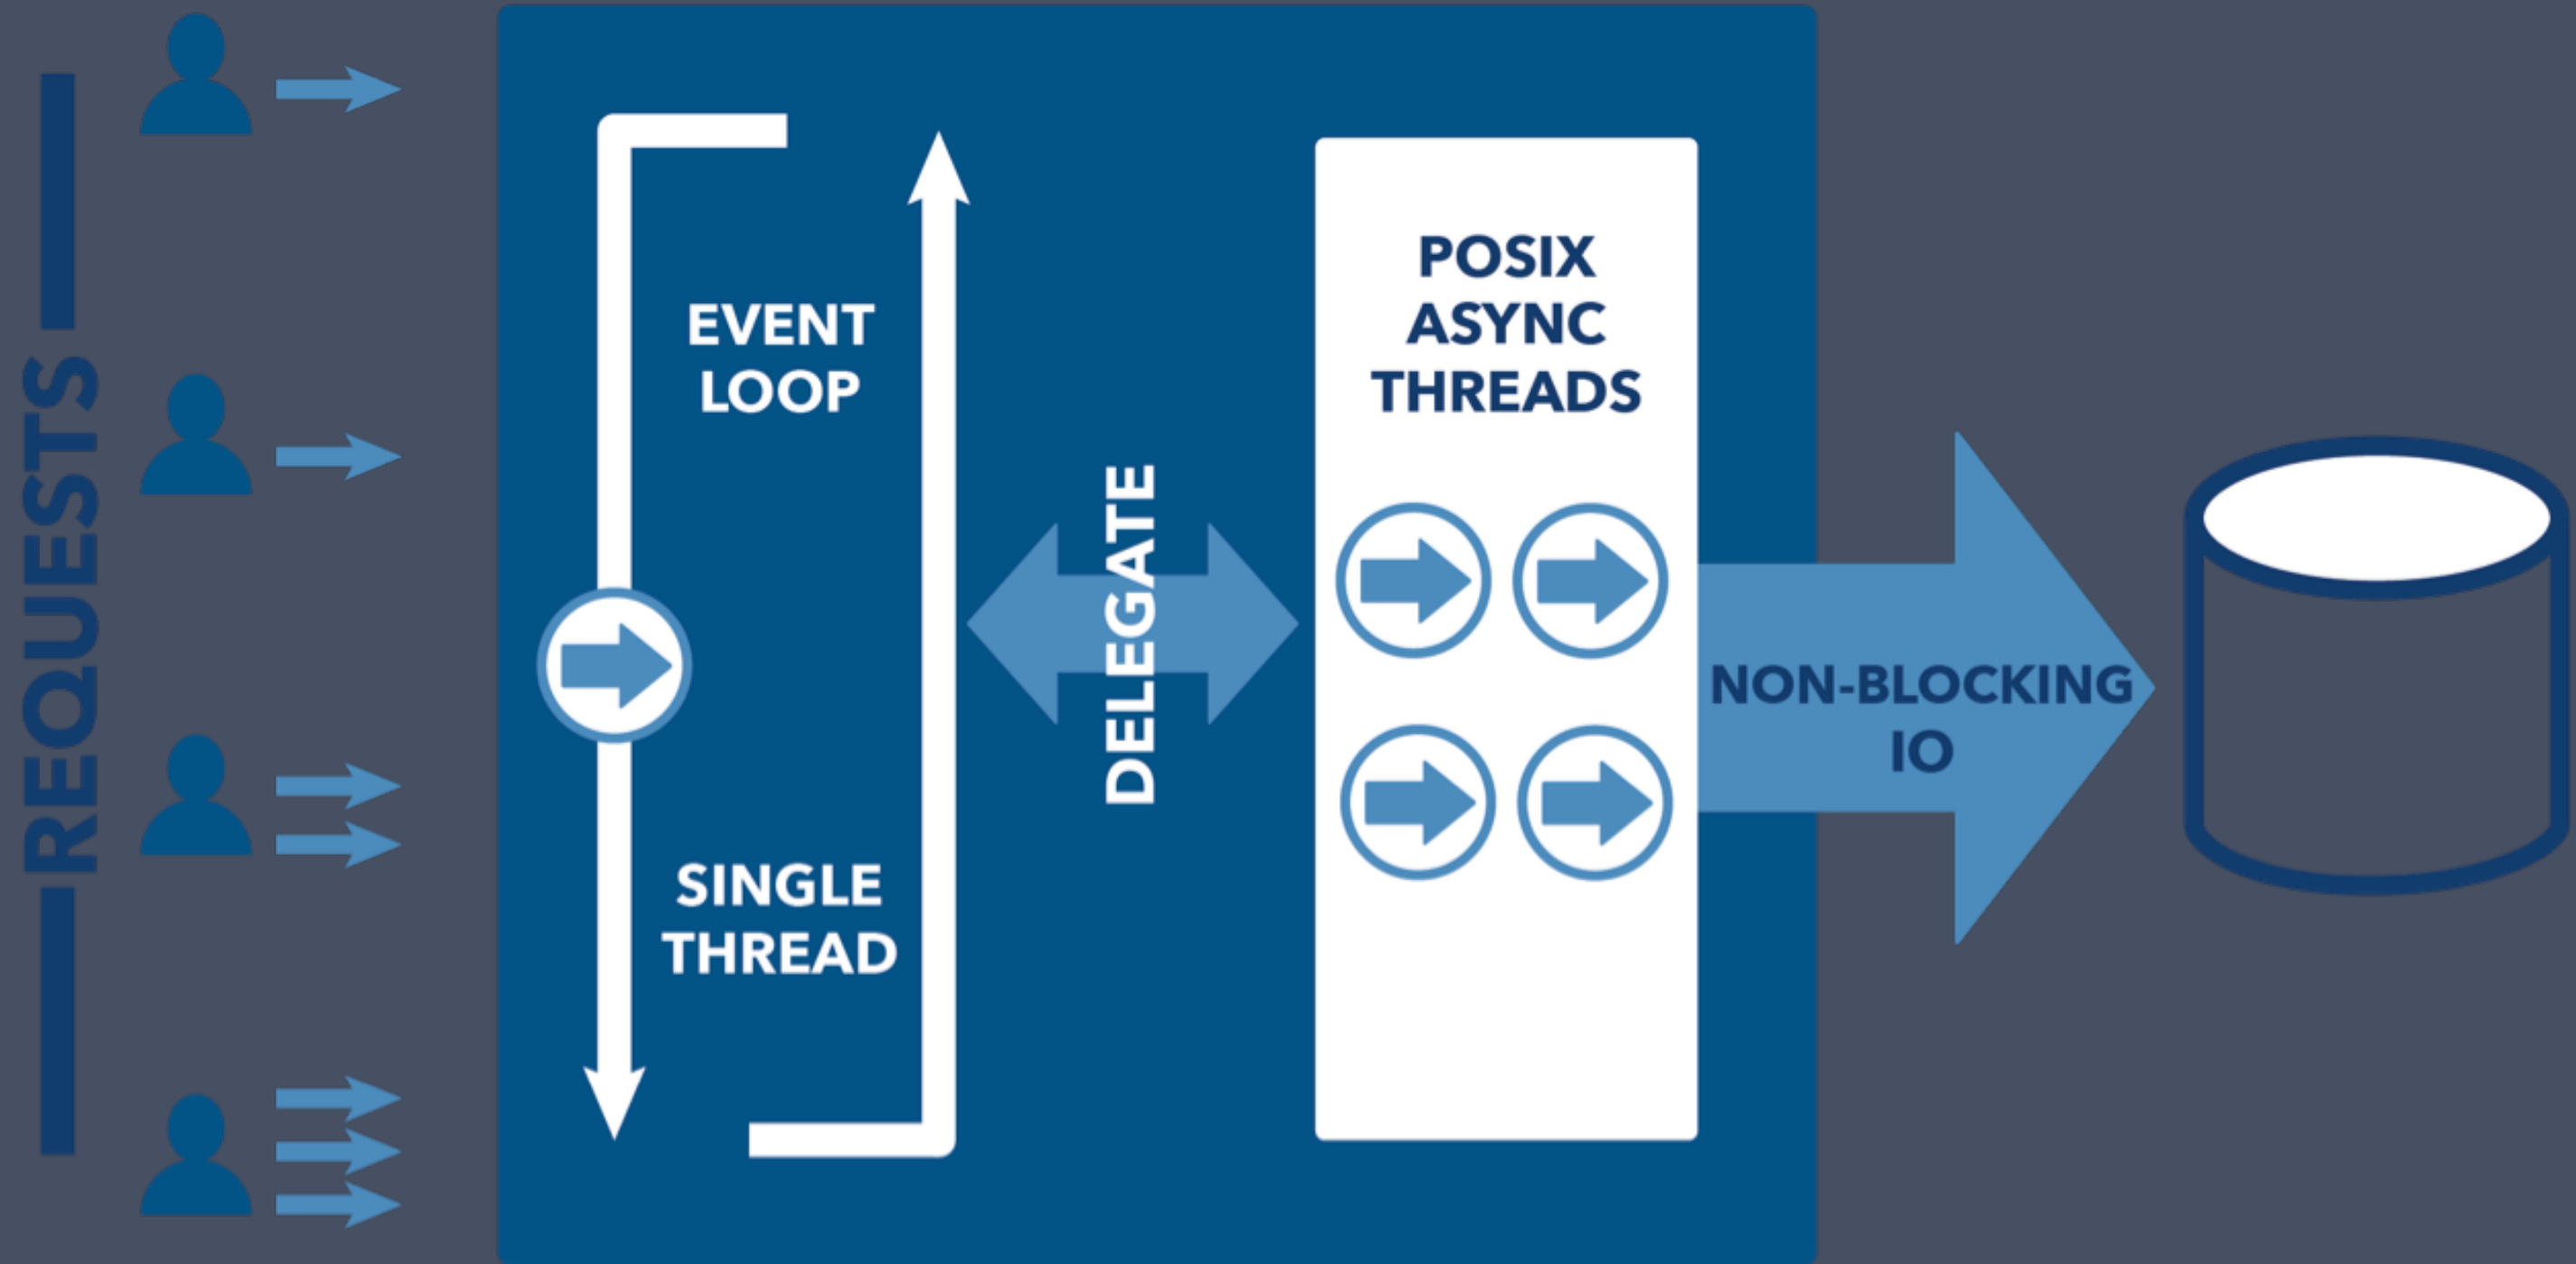 REQUESTS
EVENT
LOOP
SINGLE
THREAD
DELEGATE
POSIX
ASYNC
THREADS
NON-BLOCKING
IO